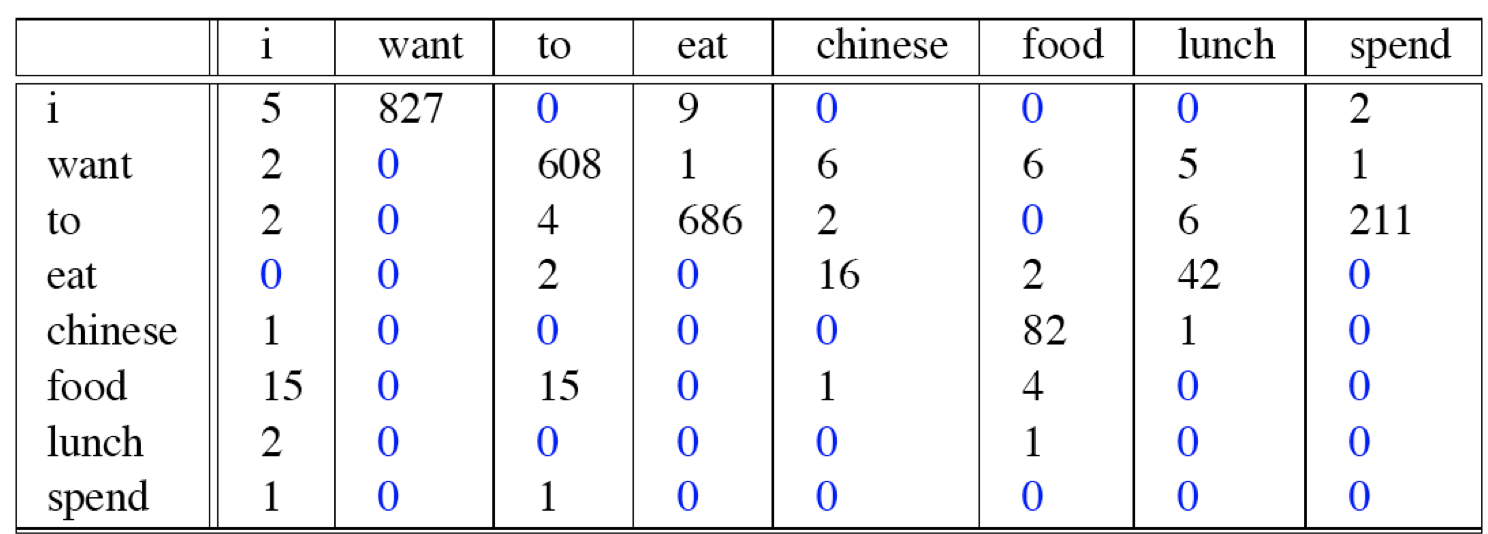 i want to eat chinese food lunch spend
i 5 827 0 9 0 0 0 2
want 2 0 608 1 6 6 5 1
to 2 0 4 686 2 0 6 211
eat 0 0 2 0 16 2 42 0
chinese 1 0 0 0 0 82 1 0
food 15 0 15 0 1 4 0 0
lunch 2 0 0 0 0 1 0 0
spend 1 0 1 0 0 0 0 0